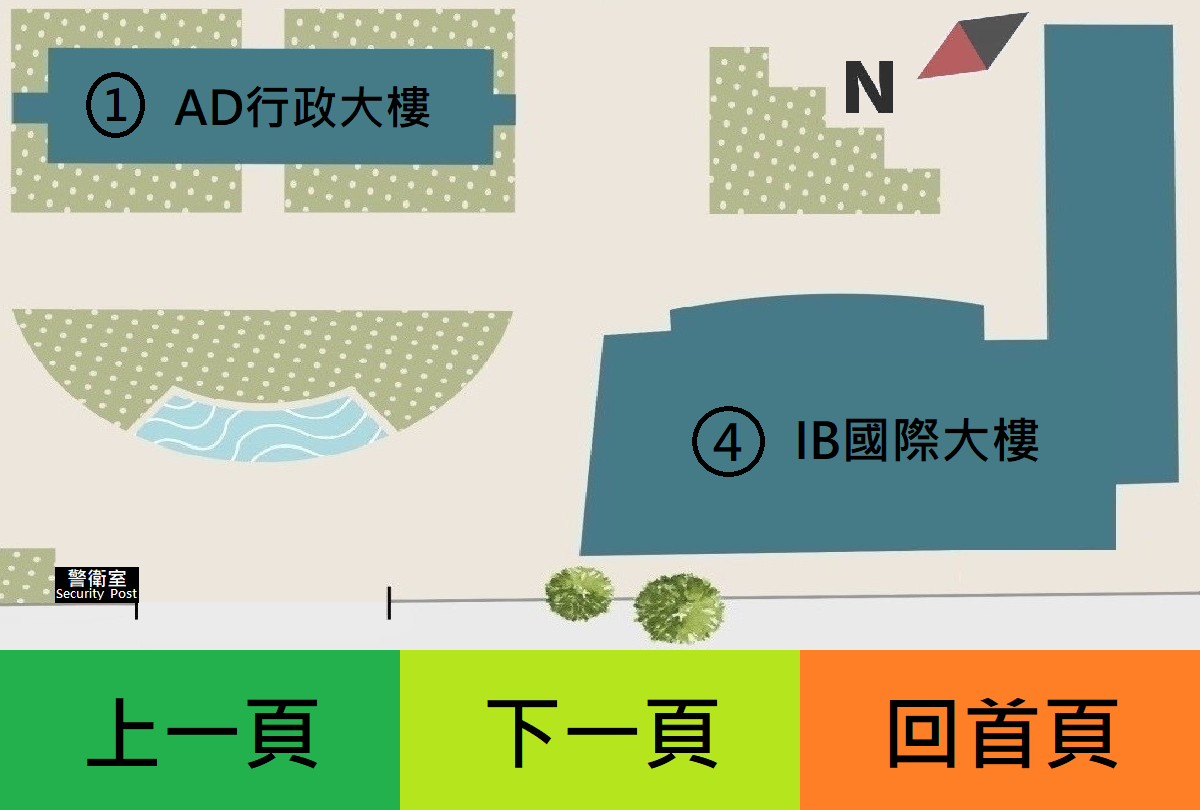 ① AD行政大樓
N
④ IB國際大樓
警衛室
Security Post
上一頁
下一頁
回首頁